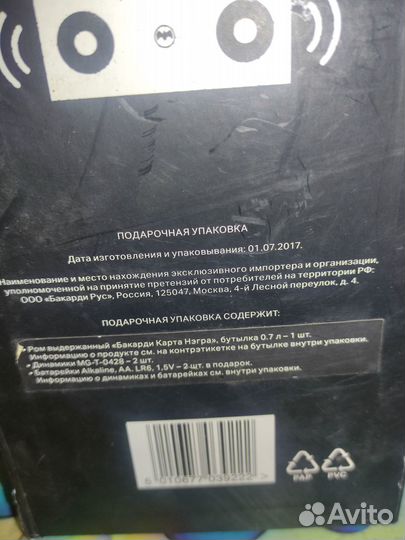 ПОДАРОЧНАЯ УПАКОВКА
Дата изготовления и упаковывания: 01.07.2017.
Наименование и место нахождения эксклюзивного импортера и организации,
уполномоченной на принятие претензий от потребителей на территории РФ:
ООО «Бакарди Рус», Россия, 125047, Москва, 4-й Лесной переулок, д. 4.
ПОДАРОЧНАЯ УПАКОВКА СОДЕРЖИТ:
• Ром выдержанный «Бакарди Карта Нэгра», бутылка 0.7 л – 1 шт.
Информацию о продукте см. на контрэтикетке на бутылке внутри упаковки.
• Динамики MG-T-0428 – 2 шт.
• Батарейки Alkaline, AA. LR6, 1,5V – 2 шт. в подарок.
Информацию о динамиках и батарейках см. внутри упаковки.
5 010677 039222 >
PAP
PVC
Avito